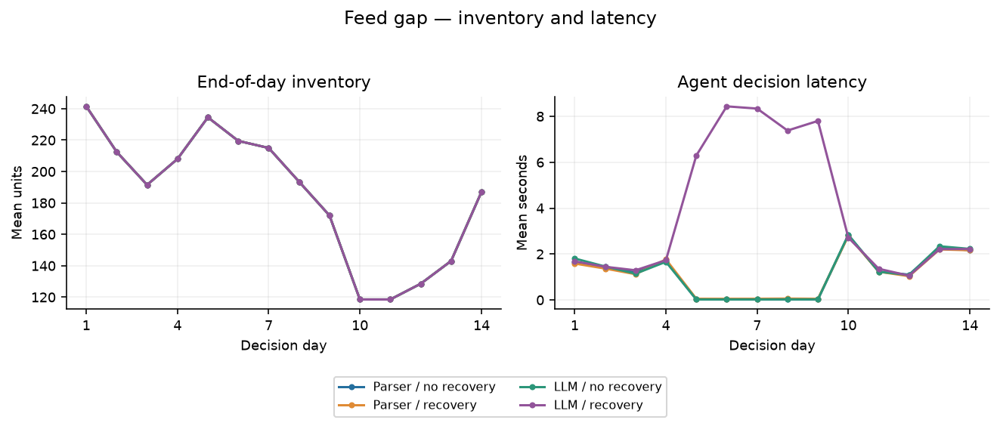 Feed gap — inventory and latency
End-of-day inventory
Mean units
240
220
200
180
160
140
120
1 4 7 10 14
Decision day
Agent decision latency
Mean seconds
8
6
4
2
0
1 4 7 10 14
Decision day
Parser / no recovery
Parser / recovery
LLM / no recovery
LLM / recovery